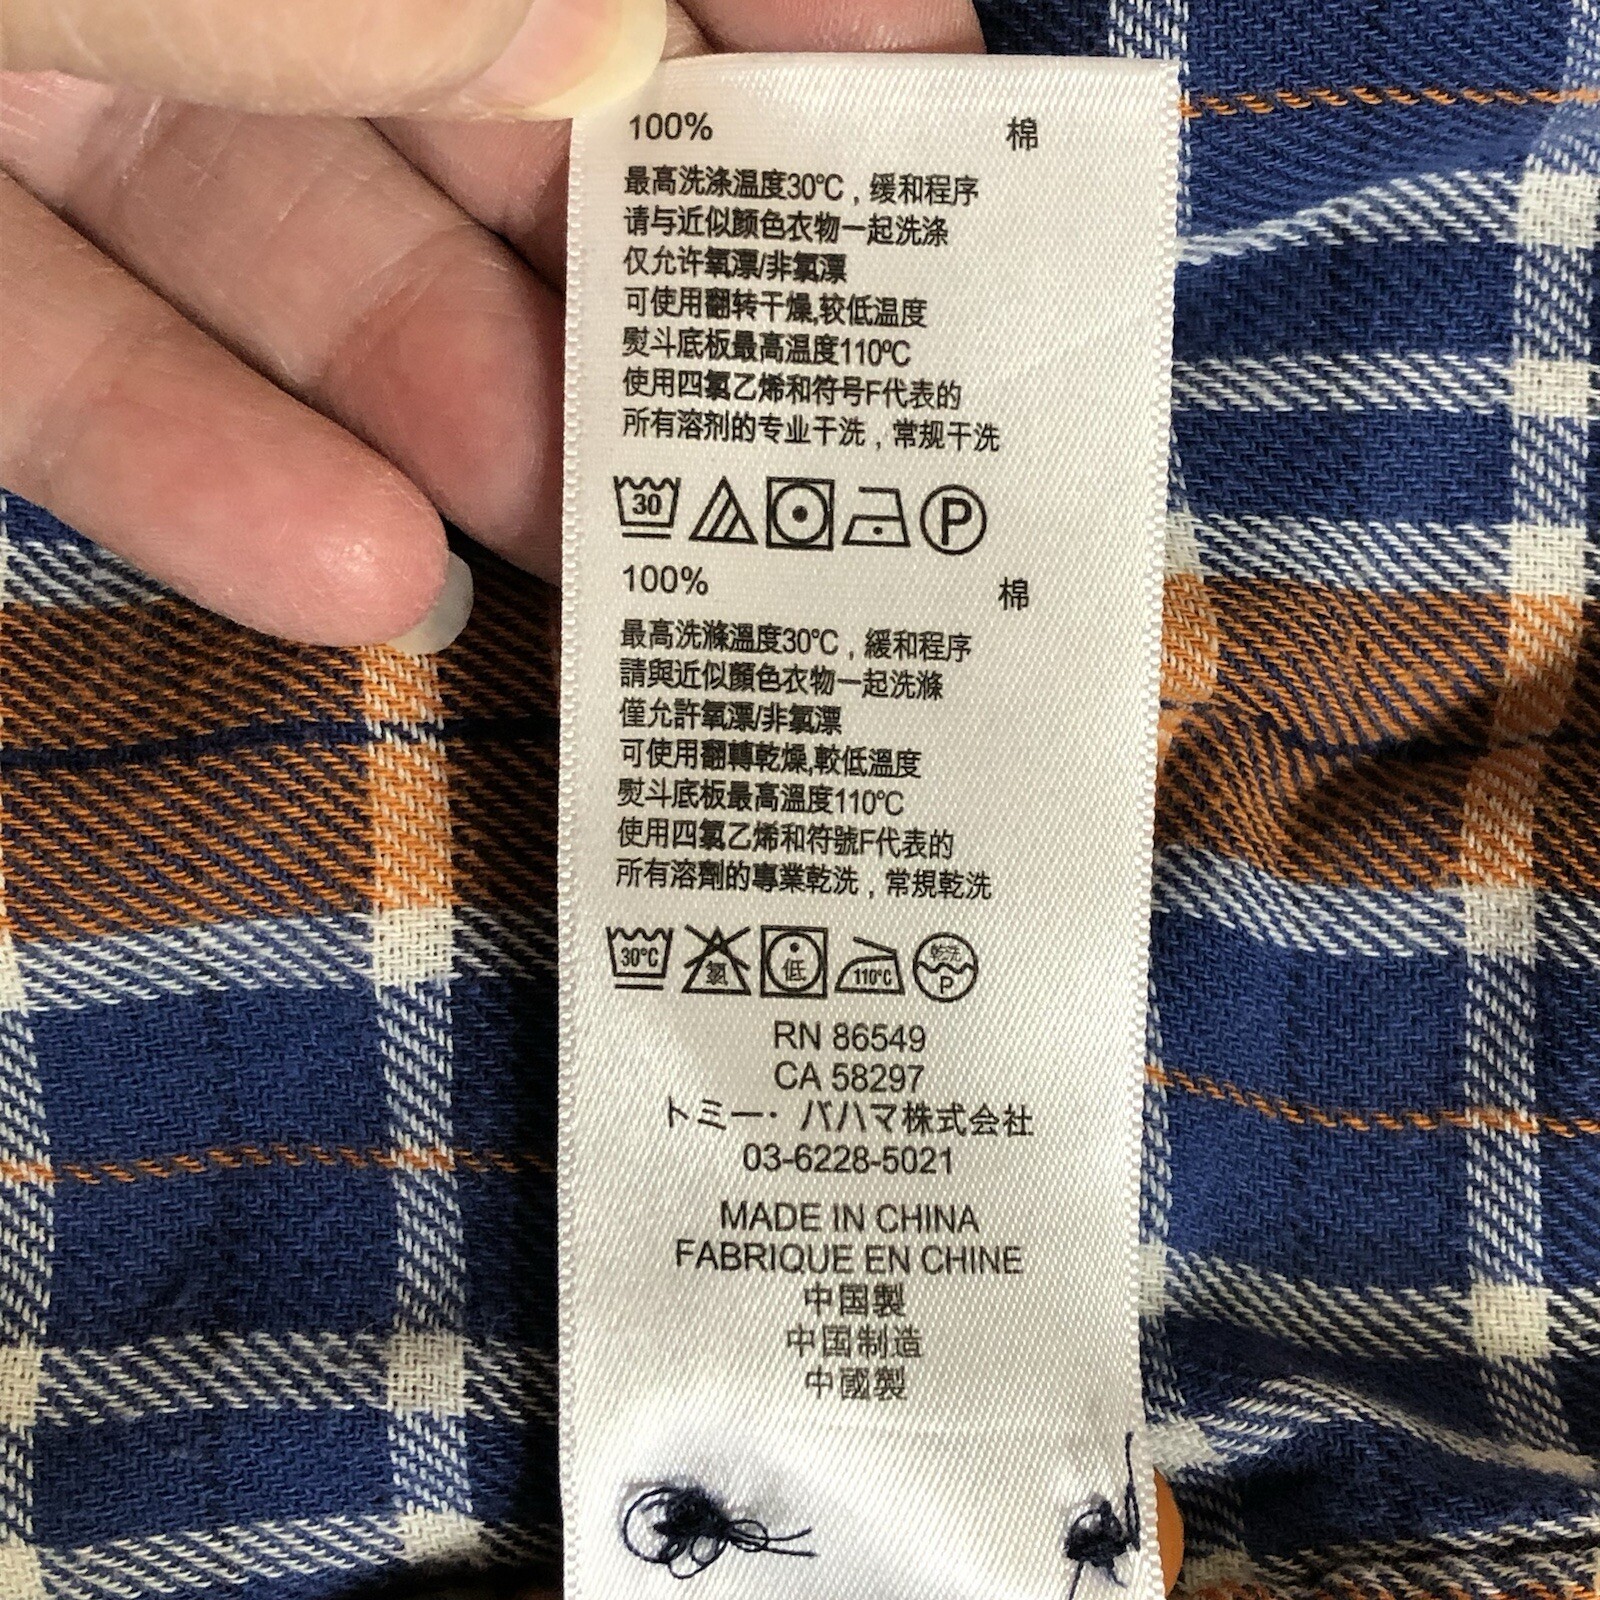 100% 棉
最高洗涤温度30℃，缓和程序
请与近似颜色衣物一起洗涤
仅允许氧漂/非氯漂
可使用翻转干燥,较低温度
熨斗底板最高温度110ºC
使用四氯乙烯和符号F代表的
所有溶剂的专业干洗，常规干洗
30 P
100% 棉
最高洗滌溫度30℃，緩和程序
請與近似顏色衣物一起洗滌
僅允許氧漂/非氯漂
可使用翻轉乾燥,較低溫度
熨斗底板最高溫度110℃
使用四氯乙烯和符號F代表的
所有溶劑的專業乾洗，常規乾洗
30℃ 氯 低 110℃ 乾洗 P
RN 86549
CA 58297
トミー・バハマ株式会社
03-6228-5021
MADE IN CHINA
FABRIQUE EN CHINE
中国製
中国制造
中國製